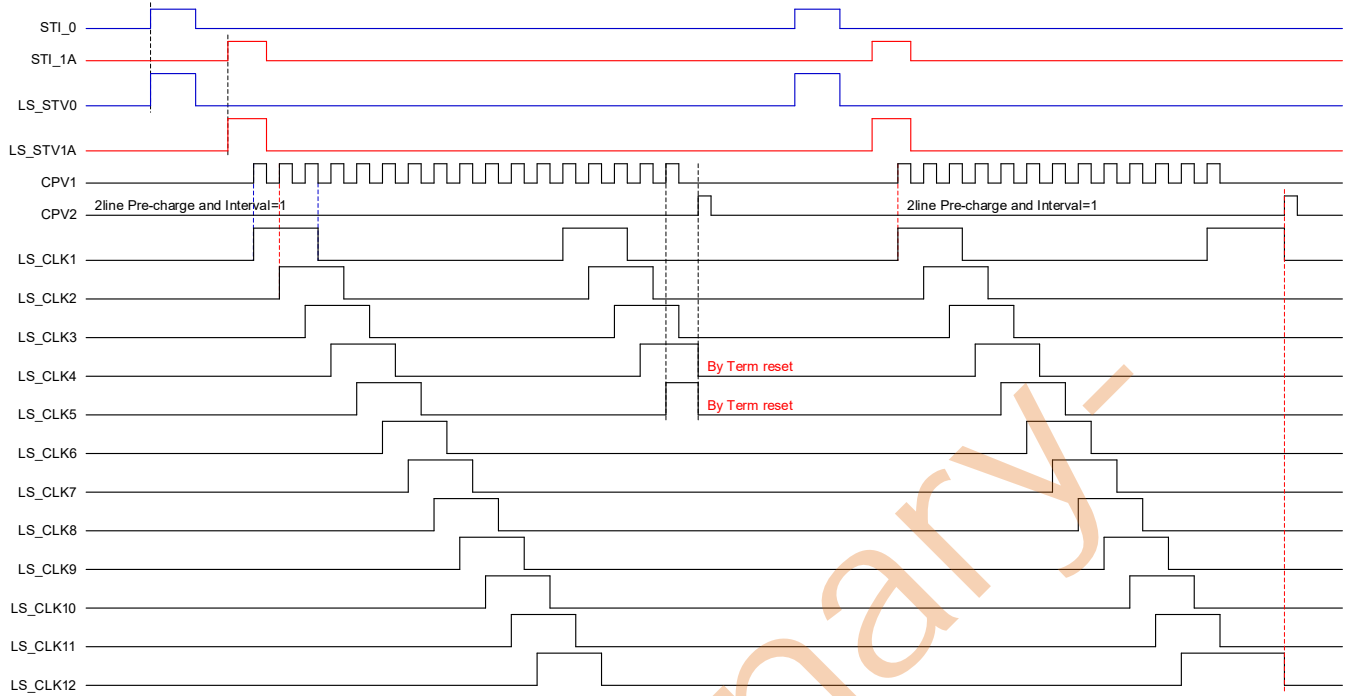 STI_0
STI_1A
LS_STV0
LS_STV1A
CPV1
2line Pre-charge and Interval=1 2line Pre-charge and Interval=1
CPV2
LS_CLK1
LS_CLK2
LS_CLK3
LS_CLK4 By Term reset
LS_CLK5 By Term reset
LS_CLK6
LS_CLK7
LS_CLK8
LS_CLK9
LS_CLK10
LS_CLK11
LS_CLK12
nary-